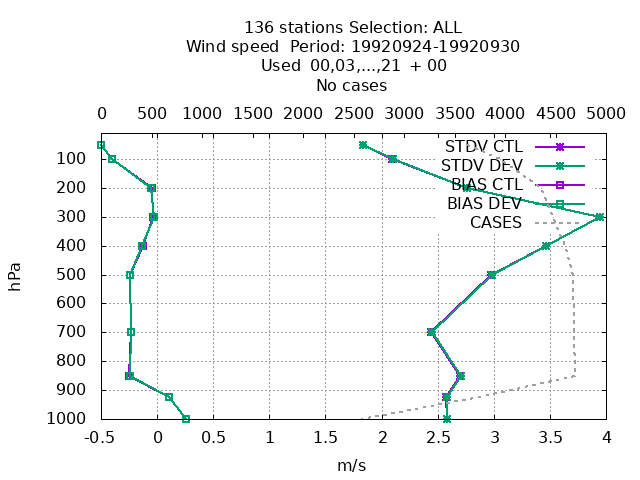 136 stations Selection: ALL
Wind speed  Period: 19920924-19920930
Used  00,03,...,21  + 00
No cases
0 500 1000 1500 2000 2500 3000 3500 4000 4500 5000
STDV CTL
STDV DEV
BIAS CTL
BIAS DEV
CASES
hPa
100
200
300
400
500
600
700
800
900
1000
-0.5 0 0.5 1 1.5 2 2.5 3 3.5 4
m/s